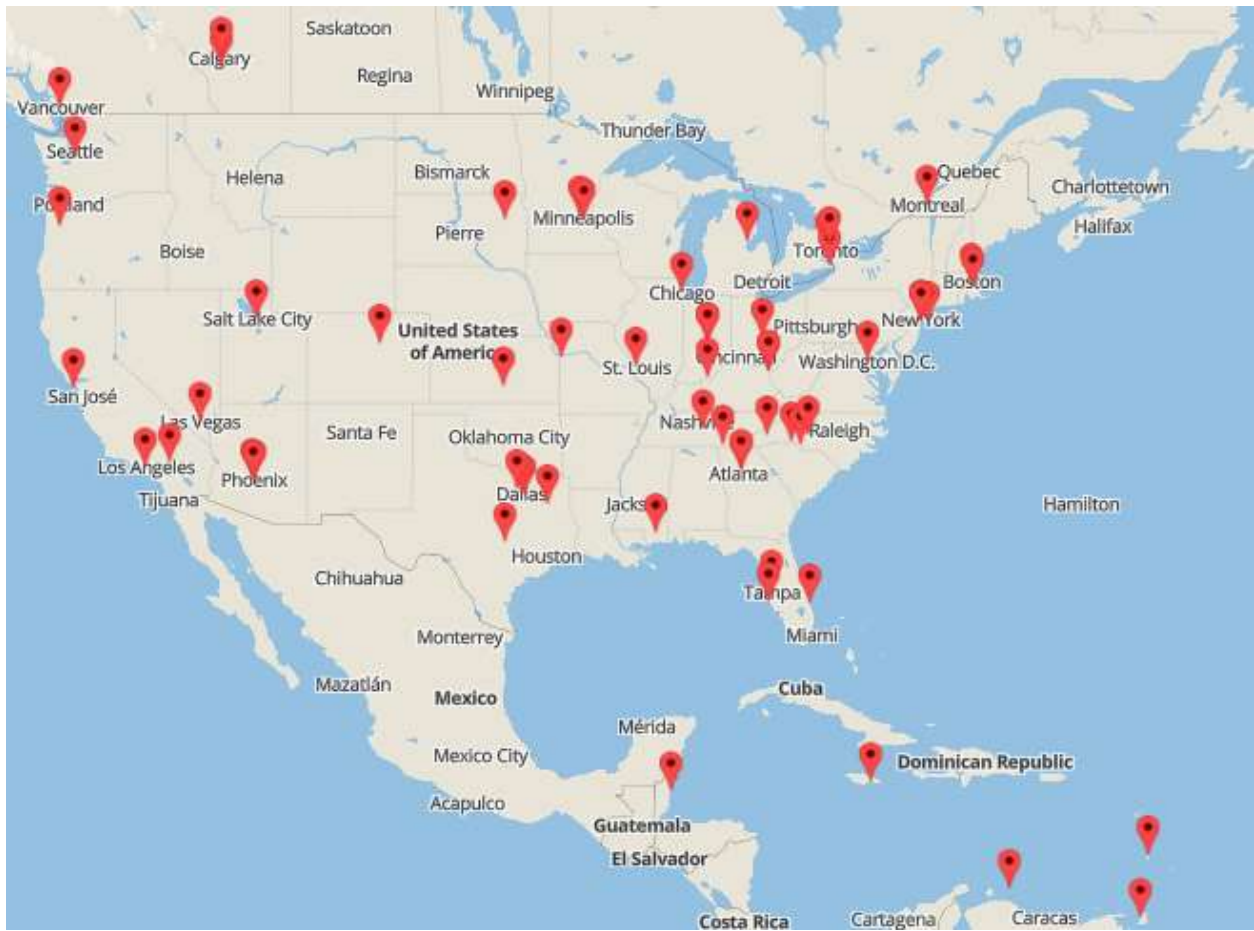 Saskatoon
Calgary
Regina
Winnipeg
Vancouver
Thunder Bay
Seattle
Bismarck
Quebec
Helena
Charlottetown
Portland
Minneapolis
Montreal
Halifax
Pierre
Boise
Toronto
Detroit
Boston
Chicago
Salt Lake City
New York
United States
of America
Pittsburgh
Cincinnati
Washington D.C.
St. Louis
San José
Las Vegas
Nashville
Santa Fe
Raleigh
Oklahoma City
Los Angeles
Atlanta
Phoenix
Dallas
Tijuana
Jacks
Hamilton
Houston
Chihuahua
Tampa
Monterrey
Miami
Mazatlán
Cuba
Mexico
Mérida
Mexico City
Dominican Republic
Acapulco
Guatemala
El Salvador
Costa Rica
Cartagena
Caracas